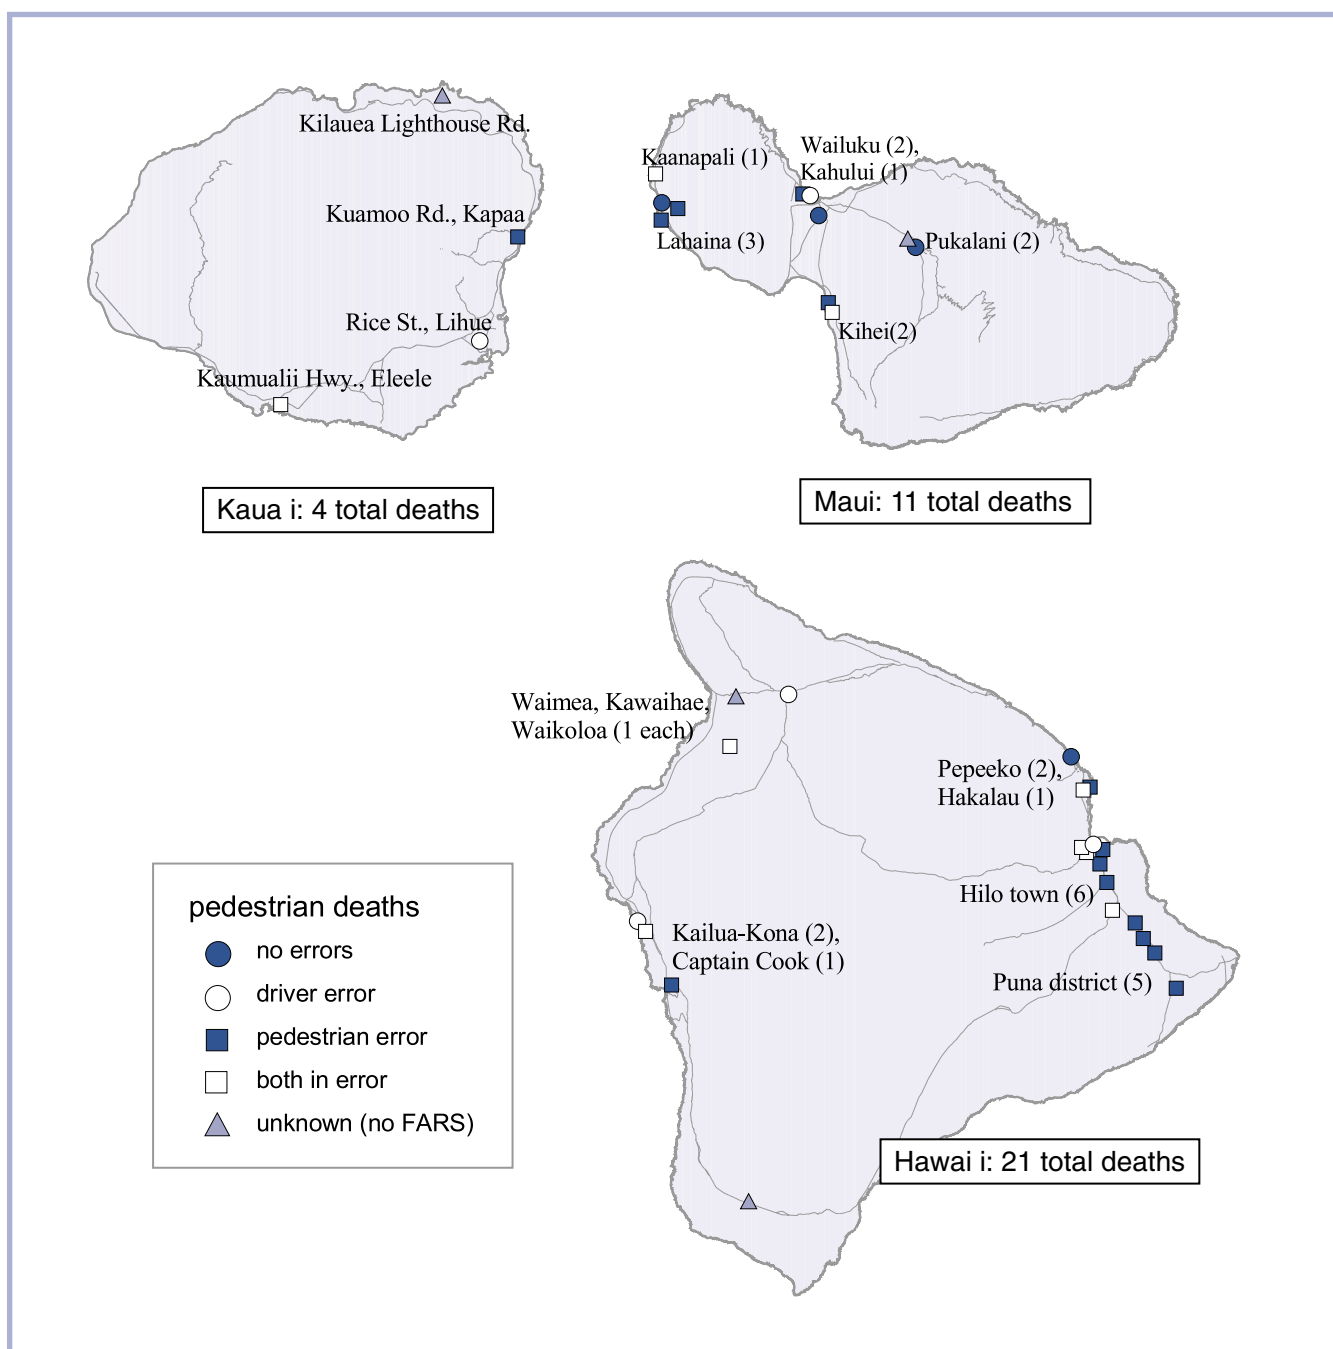 Kilauea Lighthouse Rd.
Kuamoo Rd., Kapaa
Rice St., Lihue
Kaumualii Hwy., Eleele
Kaua i: 4 total deaths
Kaanapali (1)
Wailuku (2),
Kahului (1)
Lahaina (3)
Pukalani (2)
Kihei(2)
Maui: 11 total deaths
Waimea, Kawaihae,
Waikoloa (1 each)
Pepeeko (2),
Hakalau (1)
Hilo town (6)
Kailua-Kona (2),
Captain Cook (1)
Puna district (5)
Hawai i: 21 total deaths
pedestrian deaths
no errors
driver error
pedestrian error
both in error
unknown (no FARS)